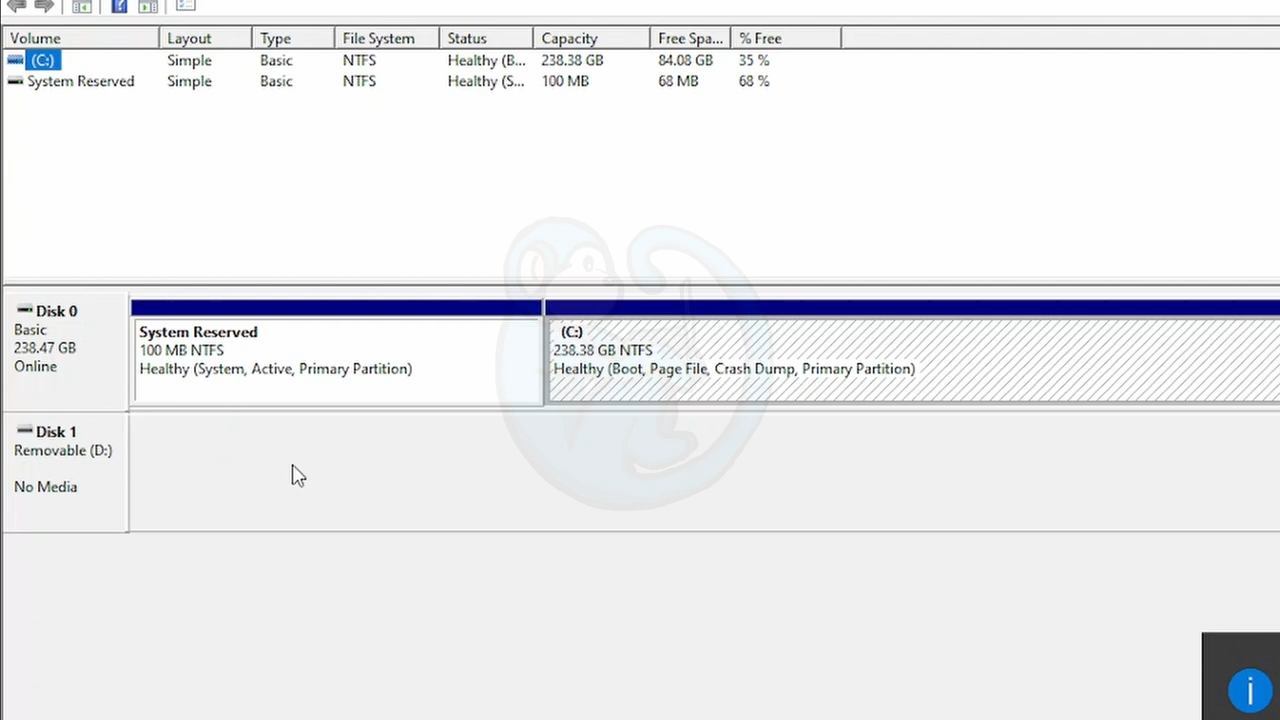 Volume Layout Type File System Status Capacity Free Spa... % Free
(C:) Simple Basic NTFS Healthy (B... 238.38 GB 84.08 GB 35 %
System Reserved Simple Basic NTFS Healthy (S... 100 MB 68 MB 68 %
Disk 0
Basic
238.47 GB
Online
System Reserved
100 MB NTFS
Healthy (System, Active, Primary Partition)
(C:)
238.38 GB NTFS
Healthy (Boot, Page File, Crash Dump, Primary Partition)
Disk 1
Removable (D:)
No Media